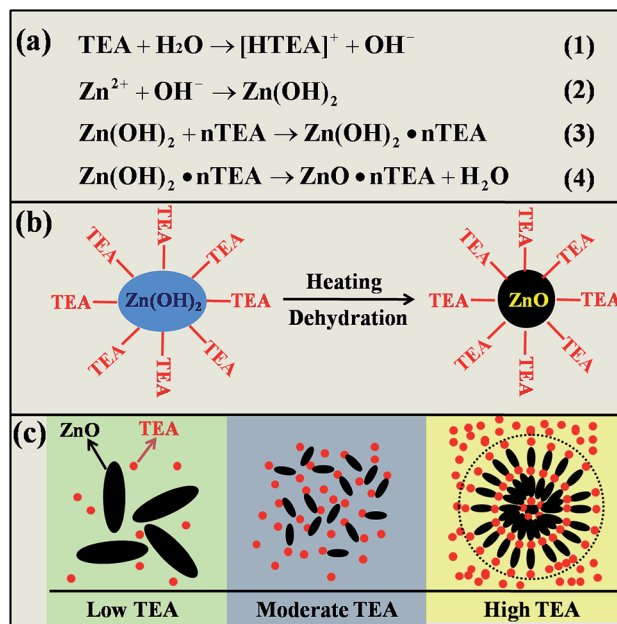 (a) TEA + H₂O → [HTEA]⁺ + OH⁻ (1)
Zn²⁺ + OH⁻ → Zn(OH)₂ (2)
Zn(OH)₂ + nTEA → Zn(OH)₂ • nTEA (3)
Zn(OH)₂ • nTEA → ZnO • nTEA + H₂O (4)
(b)
TEA
TEA
TEA
TEA
Zn(OH)₂
TEA
TEA
TEA
TEA
Heating
Dehydration
TEA
TEA
TEA
TEA
ZnO
TEA
TEA
TEA
TEA
(c)
ZnO
TEA
Low TEA
Moderate TEA
High TEA